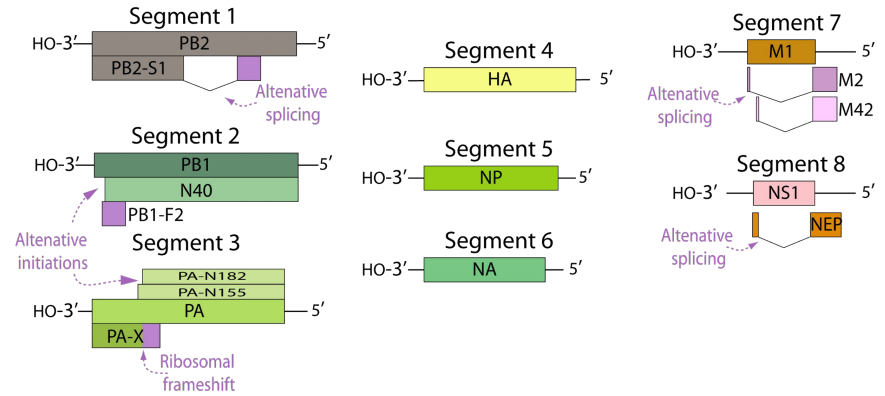 Segment 1
HO-3′ PB2 5′
PB2-S1
Altenative
splicing
Segment 2
HO-3′ PB1 5′
N40
PB1-F2
Altenative
initiations
Segment 3
PA-N182
PA-N155
HO-3′ PA 5′
PA-X
Ribosomal
frameshift
Segment 4
HO-3′ HA 5′
Segment 5
HO-3′ NP 5′
Segment 6
HO-3′ NA 5′
Segment 7
HO-3′ M1 5′
M2
M42
Altenative
splicing
Segment 8
HO-3′ NS1 5′
NEP
Altenative
splicing